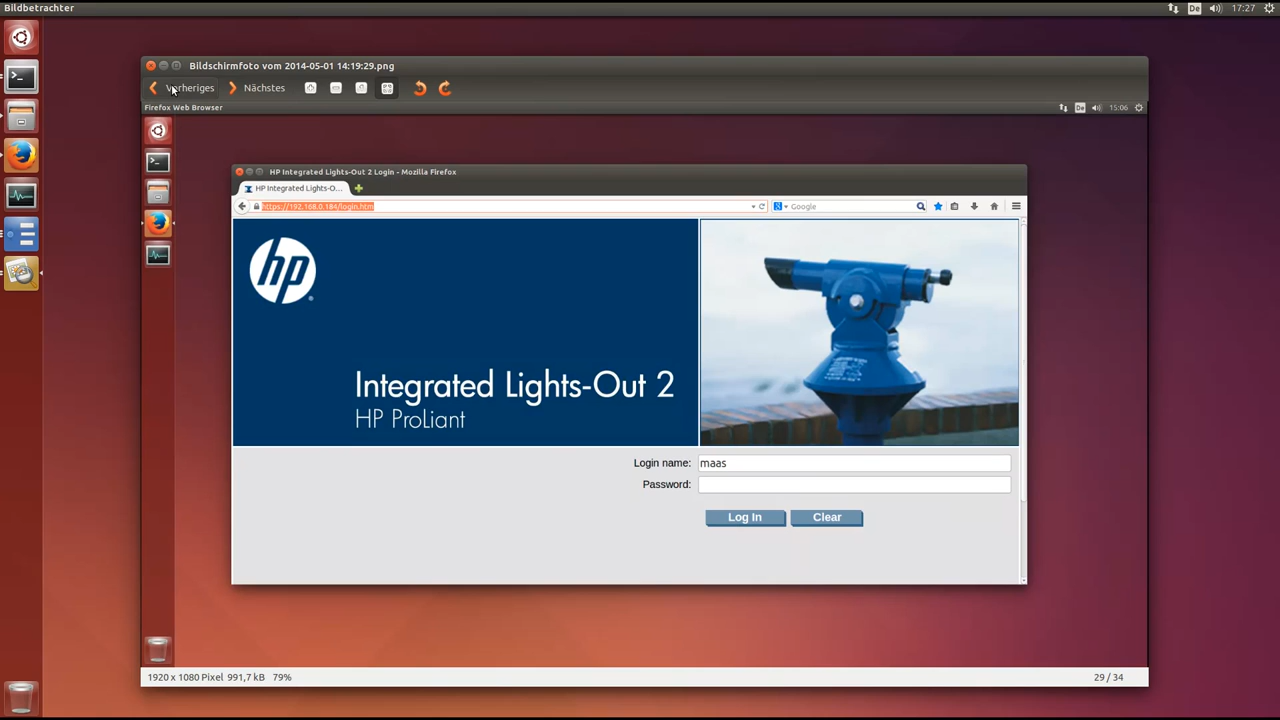 Bildbetrachter
De
17:27
Bildschirmfoto vom 2014-05-01 14:19:29.png
Vorheriges
Nächstes
Firefox Web Browser
De
15:06
HP Integrated Lights-Out 2 Login - Mozilla Firefox
HP Integrated Lights-O...
https://192.168.0.184/login.htm
Google
hp
Integrated Lights-Out 2
HP ProLiant
Login name:
maas
Password:
Log In
Clear
1920 x 1080 Pixel 991,7 kB 79%
29 / 34